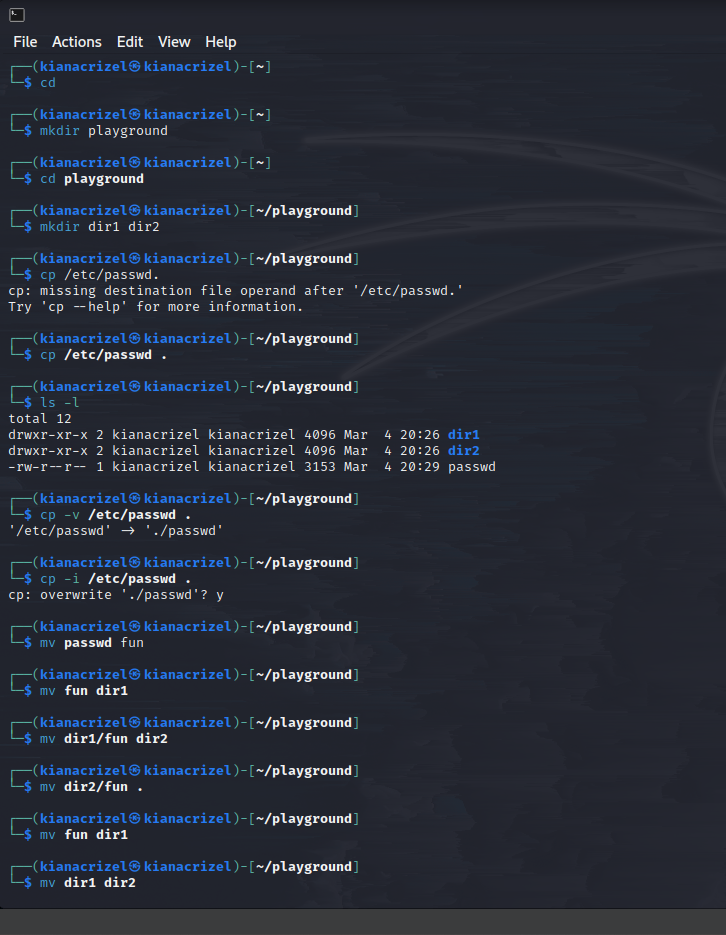 File Actions Edit View Help
┌──(kianacrizel㉿kianacrizel)-[~]
└─$ cd
┌──(kianacrizel㉿kianacrizel)-[~]
└─$ mkdir playground
┌──(kianacrizel㉿kianacrizel)-[~]
└─$ cd playground
┌──(kianacrizel㉿kianacrizel)-[~/playground]
└─$ mkdir dir1 dir2
┌──(kianacrizel㉿kianacrizel)-[~/playground]
└─$ cp /etc/passwd.
cp: missing destination file operand after '/etc/passwd.'
Try 'cp --help' for more information.
┌──(kianacrizel㉿kianacrizel)-[~/playground]
└─$ cp /etc/passwd .
┌──(kianacrizel㉿kianacrizel)-[~/playground]
└─$ ls -l
total 12
drwxr-xr-x 2 kianacrizel kianacrizel 4096 Mar  4 20:26 dir1
drwxr-xr-x 2 kianacrizel kianacrizel 4096 Mar  4 20:26 dir2
-rw-r--r-- 1 kianacrizel kianacrizel 3153 Mar  4 20:29 passwd
┌──(kianacrizel㉿kianacrizel)-[~/playground]
└─$ cp -v /etc/passwd .
'/etc/passwd' -> './passwd'
┌──(kianacrizel㉿kianacrizel)-[~/playground]
└─$ cp -i /etc/passwd .
cp: overwrite './passwd'? y
┌──(kianacrizel㉿kianacrizel)-[~/playground]
└─$ mv passwd fun
┌──(kianacrizel㉿kianacrizel)-[~/playground]
└─$ mv fun dir1
┌──(kianacrizel㉿kianacrizel)-[~/playground]
└─$ mv dir1/fun dir2
┌──(kianacrizel㉿kianacrizel)-[~/playground]
└─$ mv dir2/fun .
┌──(kianacrizel㉿kianacrizel)-[~/playground]
└─$ mv fun dir1
┌──(kianacrizel㉿kianacrizel)-[~/playground]
└─$ mv dir1 dir2